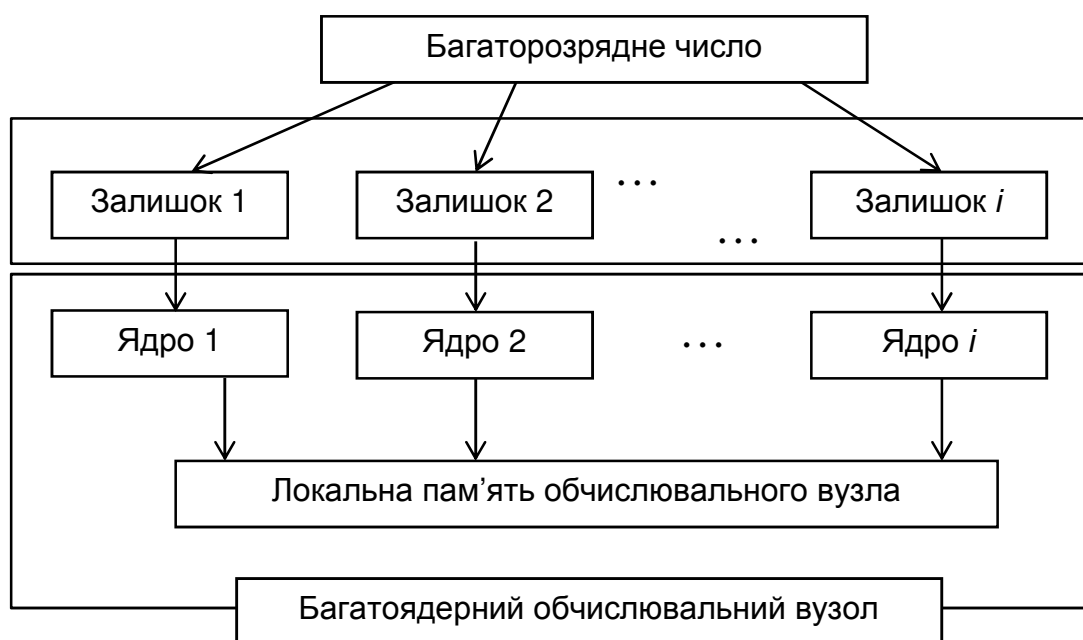 Багаторозрядне число
Залишок 1 Залишок 2 ... Залишок i
...
Ядро 1 Ядро 2 ... Ядро i
Локальна пам’ять обчислювального вузла
Багатоядерний обчислювальний вузол